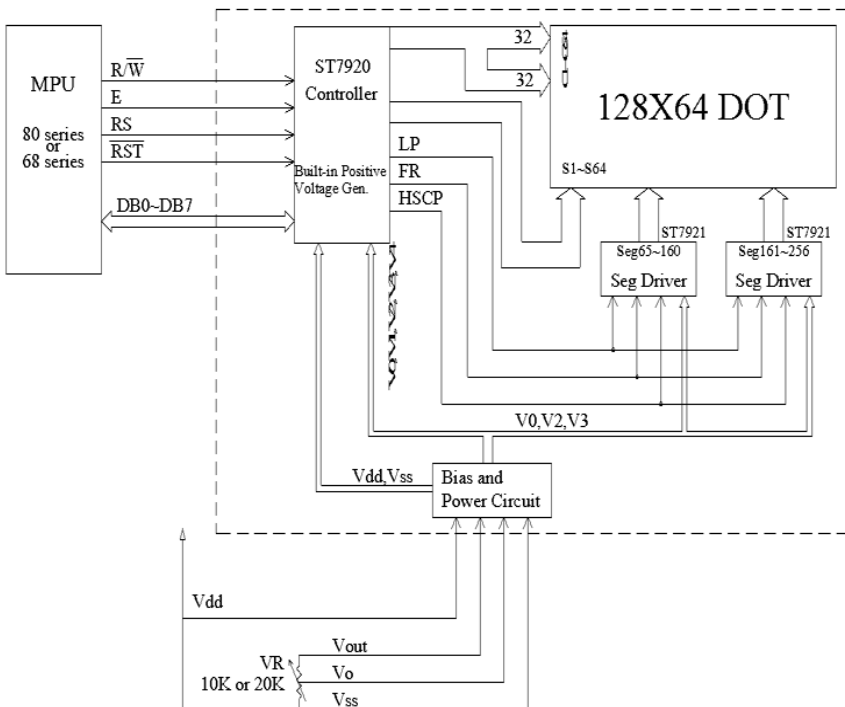 MPU
80 series
or
68 series
R/W
E
RS
RST
DB0~DB7
ST7920
Controller
Built-in Positive
Voltage Gen.
LP
FR
HSCP
32
32
128X64 DOT
S1~S64
ST7921
Seg65~160
Seg Driver
ST7921
Seg161~256
Seg Driver
V0,V2,V3
Vdd,Vss
Bias and
Power Circuit
Vdd
Vout
VR
10K or 20K
Vo
Vss